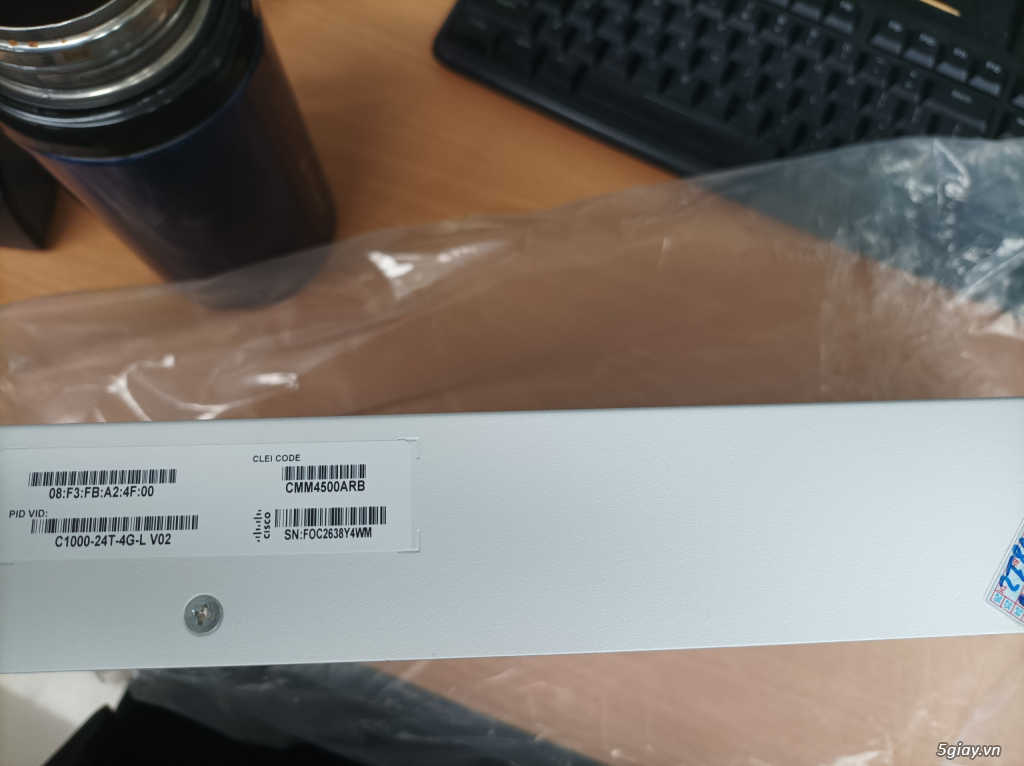 CLEI CODE
08:F3:FB:A2:4F:00
CMM4500ARB
PID VID:
C1000-24T-4G-L V02
CISCO
SN:FOC2638Y4WM
5giay.vn